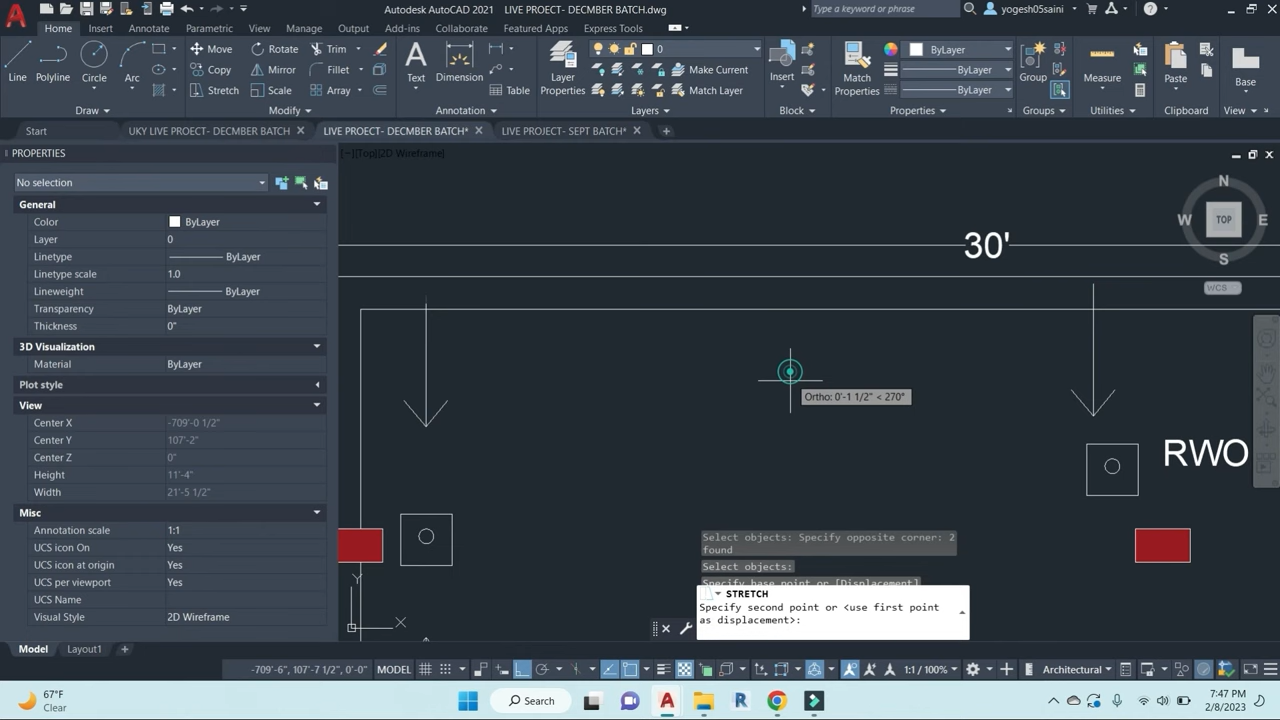 Autodesk AutoCAD 2021 LIVE PROECT- DECMBER BATCH.dwg
Type a keyword or phrase
yogesh05saini
Home Insert Annotate Parametric View Manage Output Add-ins Collaborate Express Tools Featured Apps
Line Polyline Circle Arc
Move Rotate Trim
Copy Mirror Fillet
Stretch Scale Array
Text Dimension Table
Layer Properties
0
Make Current
Match Layer
Insert
Match Properties
ByLayer
ByLayer
ByLayer
Group
Measure
Paste
Base
Draw Modify Annotation Layers Block Properties Groups Utilities Clipboard View
Start UKY LIVE PROECT- DECMBER BATCH LIVE PROECT- DECMBER BATCH* LIVE PROJECT- SEPT BATCH*
PROPERTIES
[−][Top][2D Wireframe]
No selection
General
Color ByLayer
Layer 0
Linetype ByLayer
Linetype scale 1.0
Lineweight ByLayer
Transparency ByLayer
Thickness 0"
3D Visualization
Material ByLayer
Plot style
View
Center X -709'-0 1/2"
Center Y 107'-2"
Center Z 0"
Height 11'-4"
Width 21'-5 1/2"
Misc
Annotation scale 1:1
UCS icon On Yes
UCS icon at origin Yes
UCS per viewport Yes
UCS Name
Visual Style 2D Wireframe
30'
N
W TOP E
S
WCS
Ortho: 0'-1 1/2" < 270°
RWO
Y
X
Select objects: Specify opposite corner: 2
found
Select objects:
Specify base point or [Displacement]
STRETCH
Specify second point or <use first point
as displacement>:
Model Layout1
-709'-6", 107'-7 1/2", 0'-0" MODEL 1:1 / 100% Architectural
67°F
Clear
Search
7:47 PM
2/8/2023